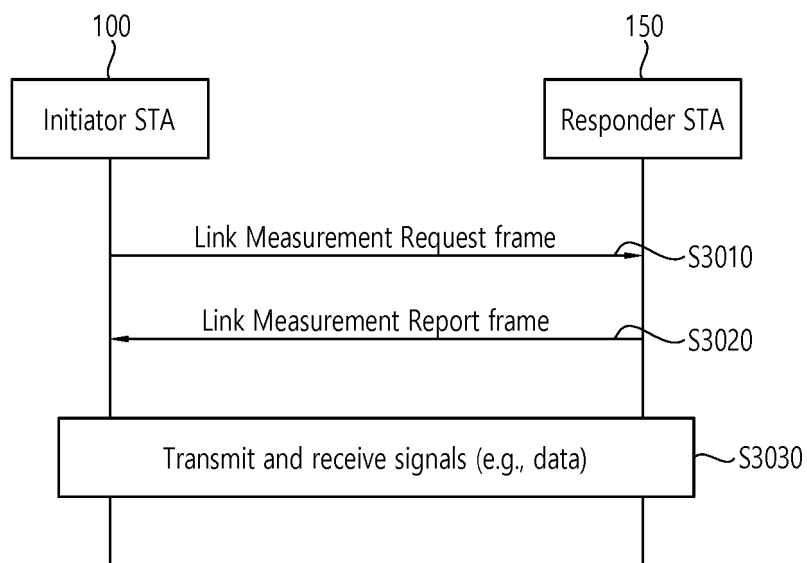 100
150
Initiator STA
Responder STA
Link Measurement Request frame
S3010
Link Measurement Report frame
S3020
Transmit and receive signals (e.g., data)
S3030